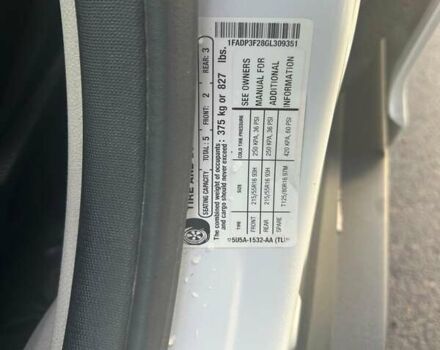 TIRE AND
SEATING CAPACITY TOTAL: 5 FRONT: 2 REAR: 3
The combined weight of occupants
and cargo should never exceed: 375 kg or 827 lbs.
TYPE SIZE COLD TIRE PRESSURE
FRONT 215/55R16 93H 250 KPA, 36 PSI
REAR 215/55R16 93H 250 KPA, 36 PSI
SPARE T125/80R16 97M 420 KPA, 60 PSI
1FADP3F28GL309351
SEE OWNERS
MANUAL FOR
ADDITIONAL
INFORMATION
5U5A-1532-AA (TL)